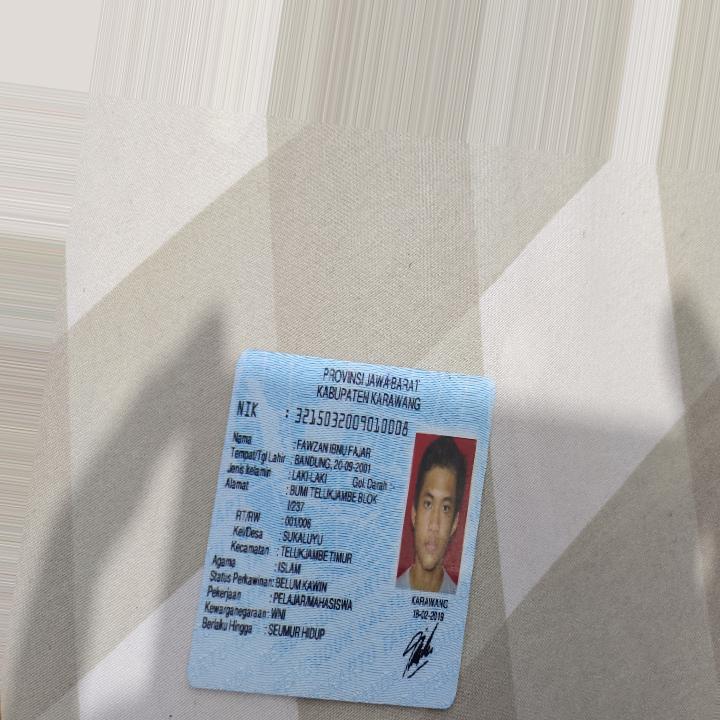 PROVINSI JAWA BARAT
KABUPATEN KARAWANG
NIK : 3215032009010008
Nama : FAWZAN IBNU FAJAR
Tempat/Tgl Lahir : BANDUNG, 20-09-2001
Jenis kelamin : LAKI-LAKI Gol. Darah :-
Alamat : BUMI TELUKJAMBE BLOK
I/237
RT/RW : 001/006
Kel/Desa : SUKALUYU
Kecamatan : TELUKJAMBE TIMUR
Agama : ISLAM
Status Perkawinan: BELUM KAWIN
Pekerjaan : PELAJAR/MAHASISWA
Kewarganegaraan: WNI
Berlaku Hingga : SEUMUR HIDUP
KARAWANG
18-02-2019